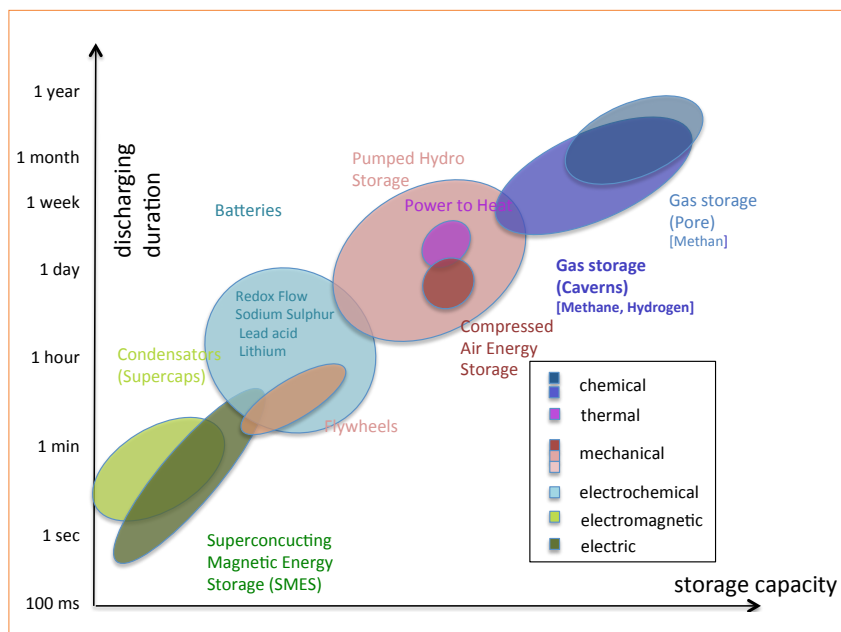 1 year
1 month
1 week
1 day
1 hour
1 min
1 sec
100 ms
discharging
duration
storage capacity
Batteries
Redox Flow
Sodium Sulphur
Lead acid
Lithium
Condensators
(Supercaps)
Flywheels
Superconcucting
Magnetic Energy
Storage (SMES)
Pumped Hydro
Storage
Power to Heat
Compressed
Air Energy
Storage
Gas storage
(Caverns)
[Methane, Hydrogen]
Gas storage
(Pore)
[Methan]
chemical
thermal
mechanical
electrochemical
electromagnetic
electric